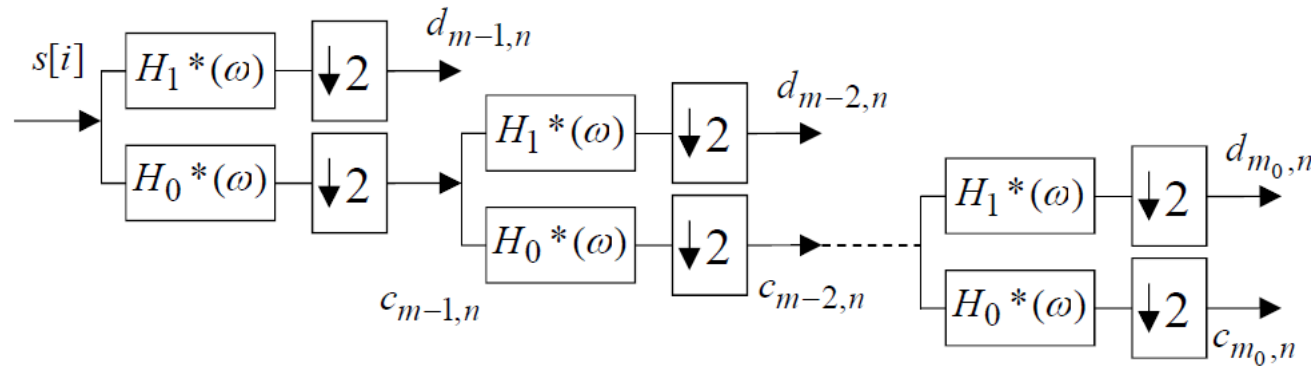 s[i]
H₁*(ω)
↓2
d_{m−1,n}
H₀*(ω)
↓2
c_{m−1,n}
H₁*(ω)
↓2
d_{m−2,n}
H₀*(ω)
↓2
c_{m−2,n}
H₁*(ω)
↓2
d_{m₀,n}
H₀*(ω)
↓2
c_{m₀,n}